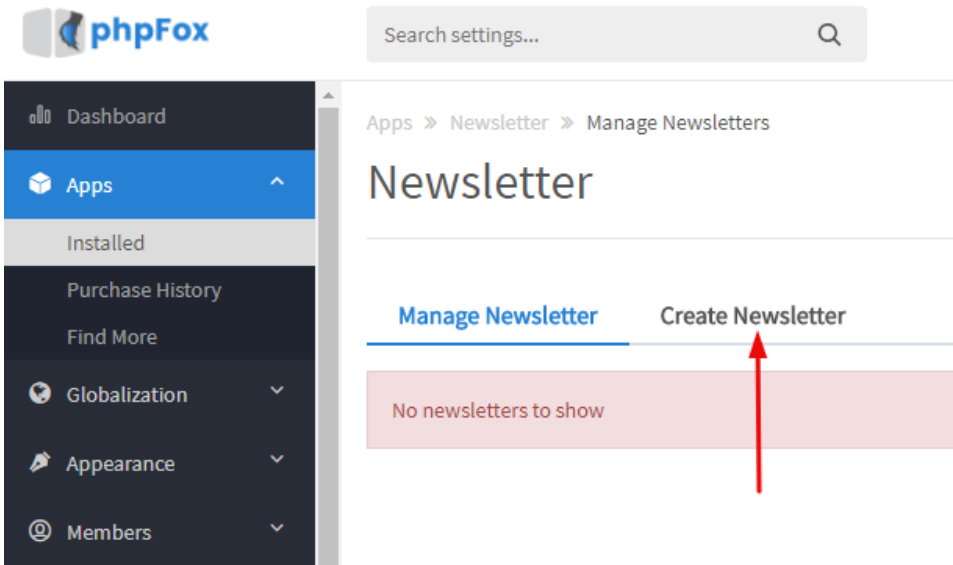 phpFox
Search settings...
Dashboard
Apps
Installed
Purchase History
Find More
Globalization
Appearance
Members
Apps » Newsletter » Manage Newsletters
Newsletter
Manage Newsletter
Create Newsletter
No newsletters to show